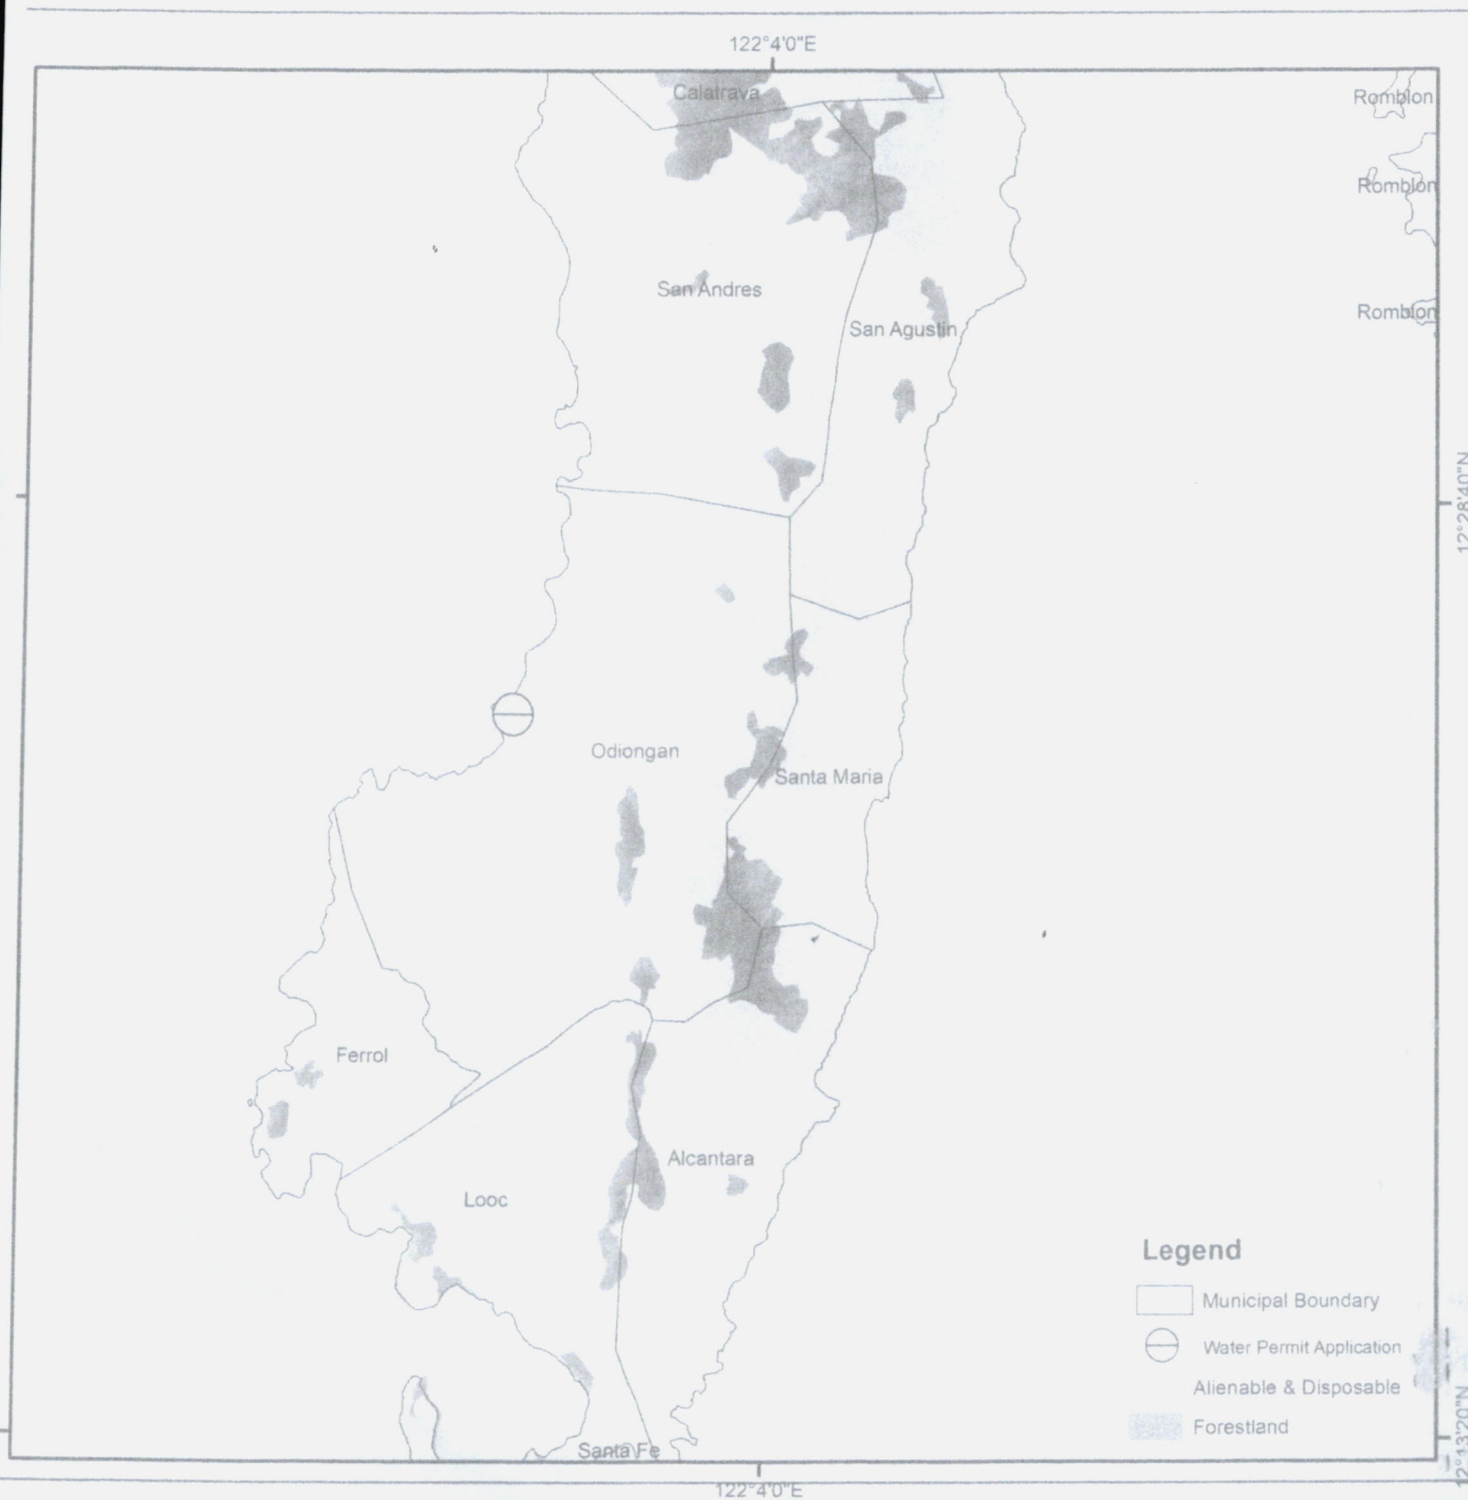 122°4'0"E
Calatrava
Romblon
Romblon
San Andres
Romblon
San Agustin
12°28'40"N
Odiongan
Santa Maria
Ferrol
Alcantara
Looc
Legend
Municipal Boundary
Water Permit Application
Alienable & Disposable
Forestland
12°13'20"N
Santa Fe
122°4'0"E